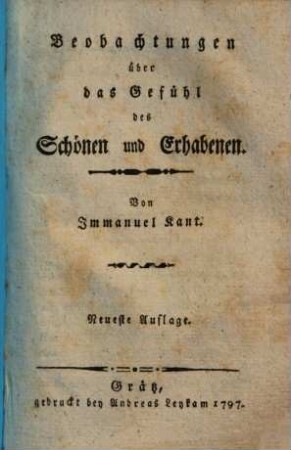 Beobachtungen
über
das Gefühl
des
Schönen und Erhabenen.
Von
Immanuel Kant.
Neueste Auflage.
Grätz,
gedruckt bey Andreas Leykam 1797.